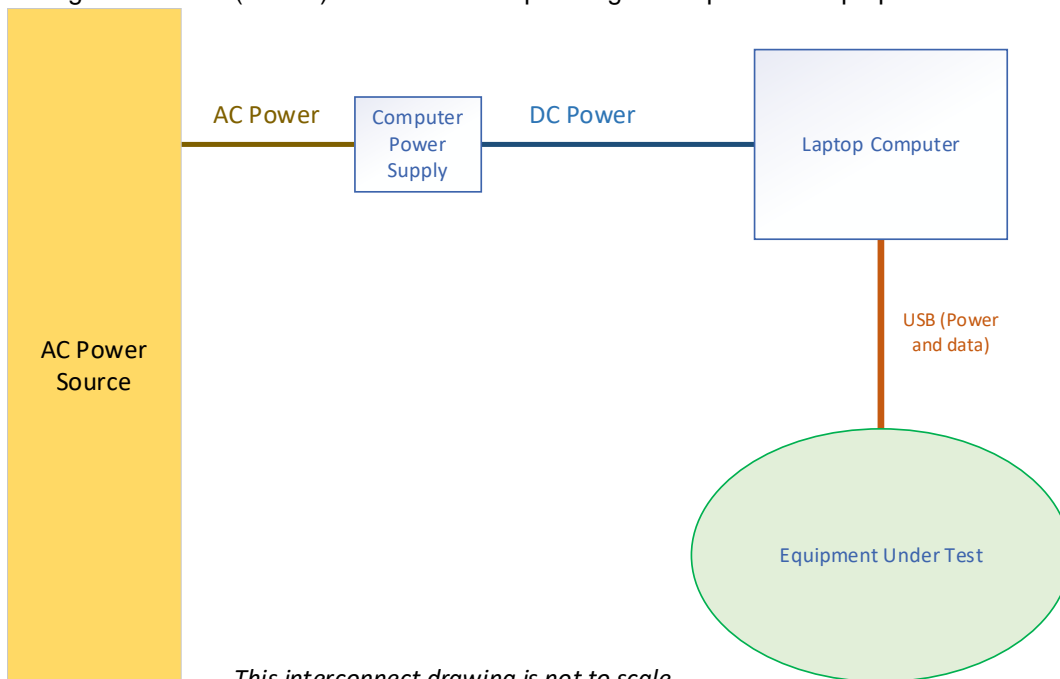 AC Power
Computer
Power
Supply
DC Power
Laptop Computer
USB (Power
and data)
AC Power
Source
Equipment Under Test
This interconnect drawing is not to scale